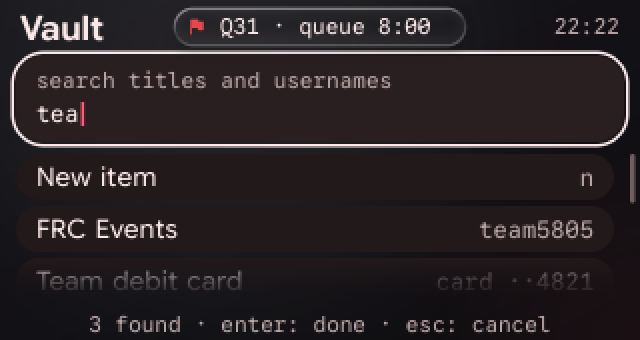 Vault
Q31 · queue 8:00
22:22
search titles and usernames
tea
New item
n
FRC Events
team5805
Team debit card
card ··4821
3 found · enter: done · esc: cancel